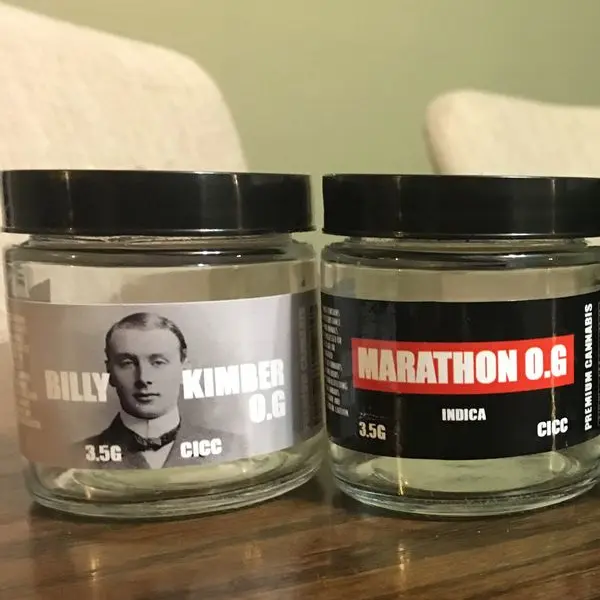 BILLY KIMBER
O.G
3.5G CICC
MARATHON O.G
INDICA
3.5G
CICC
PREMIUM CANNABIS